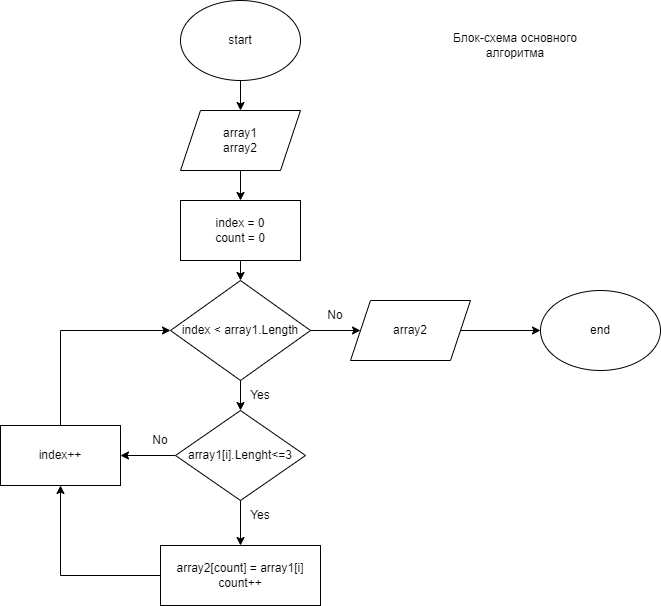 start
Блок-схема основного
алгоритма
array1
array2
index = 0
count = 0
index < array1.Length
No
array2
end
Yes
No
index++
array1[i].Lenght<=3
Yes
array2[count] = array1[i]
count++